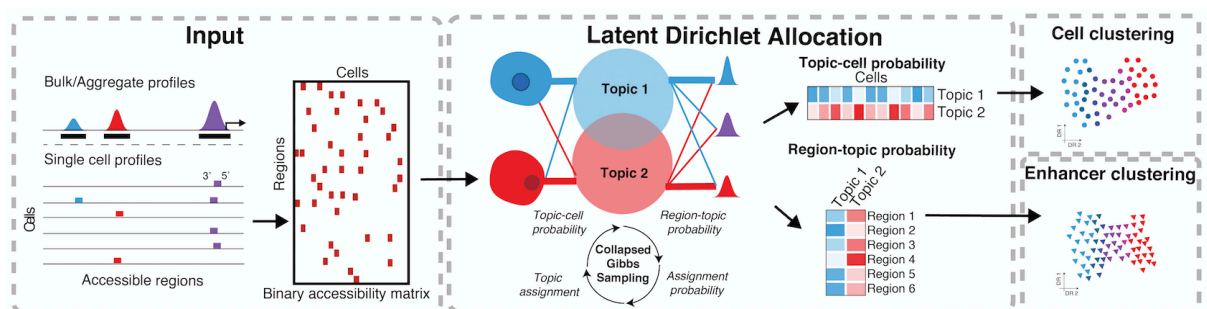 Input
Bulk/Aggregate profiles
Single cell profiles
3' 5'
Cells
Accessible regions
Cells
Regions
Binary accessibility matrix
Latent Dirichlet Allocation
Topic 1
Topic 2
Topic-cell
probability
Region-topic
probability
Collapsed
Gibbs
Sampling
Topic
assignment
Assignment
probability
Topic-cell probability
Cells
Topic 1
Topic 2
Region-topic probability
Topic 1
Topic 2
Region 1
Region 2
Region 3
Region 4
Region 5
Region 6
Cell clustering
DR 1
DR 2
Enhancer clustering
DR 1
DR 2